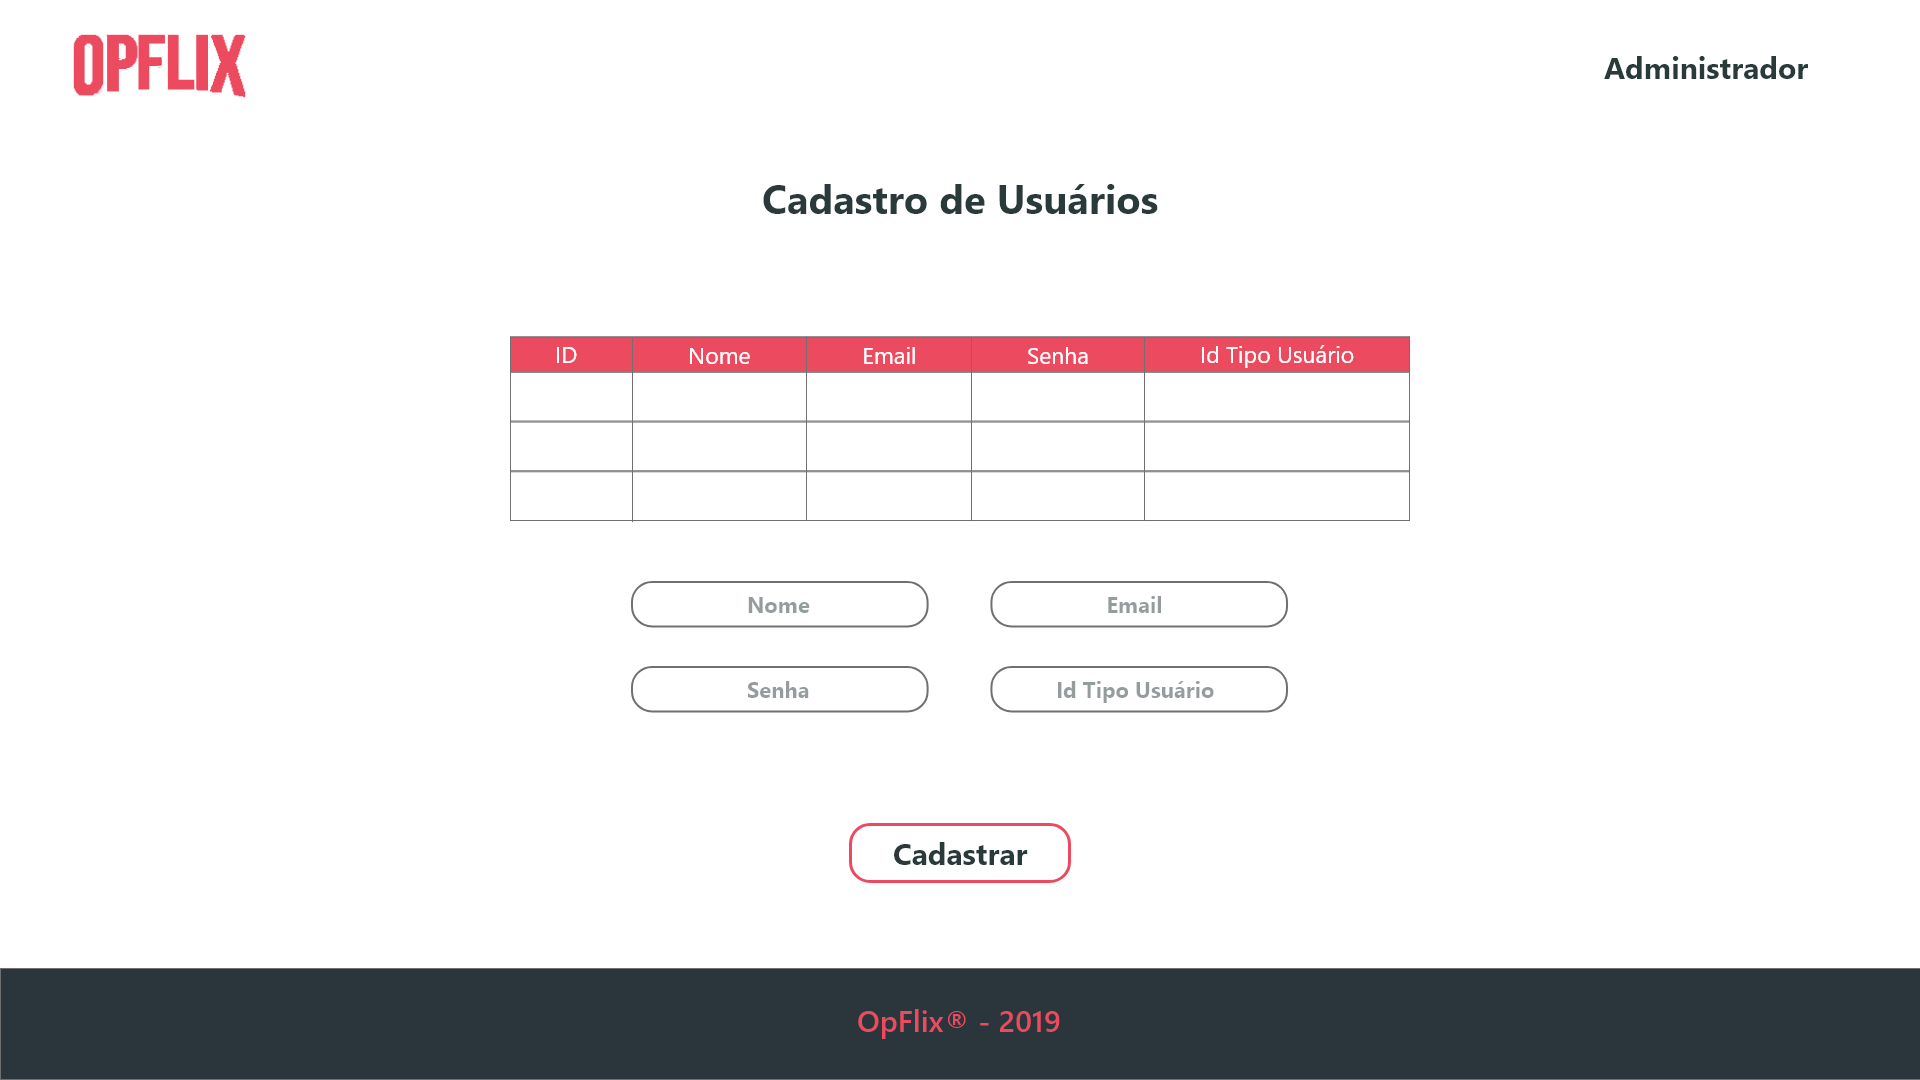 OPFLIX
Administrador
Cadastro de Usuários
ID Nome Email Senha Id Tipo Usuário
Nome Email
Senha Id Tipo Usuário
Cadastrar
OpFlix® - 2019